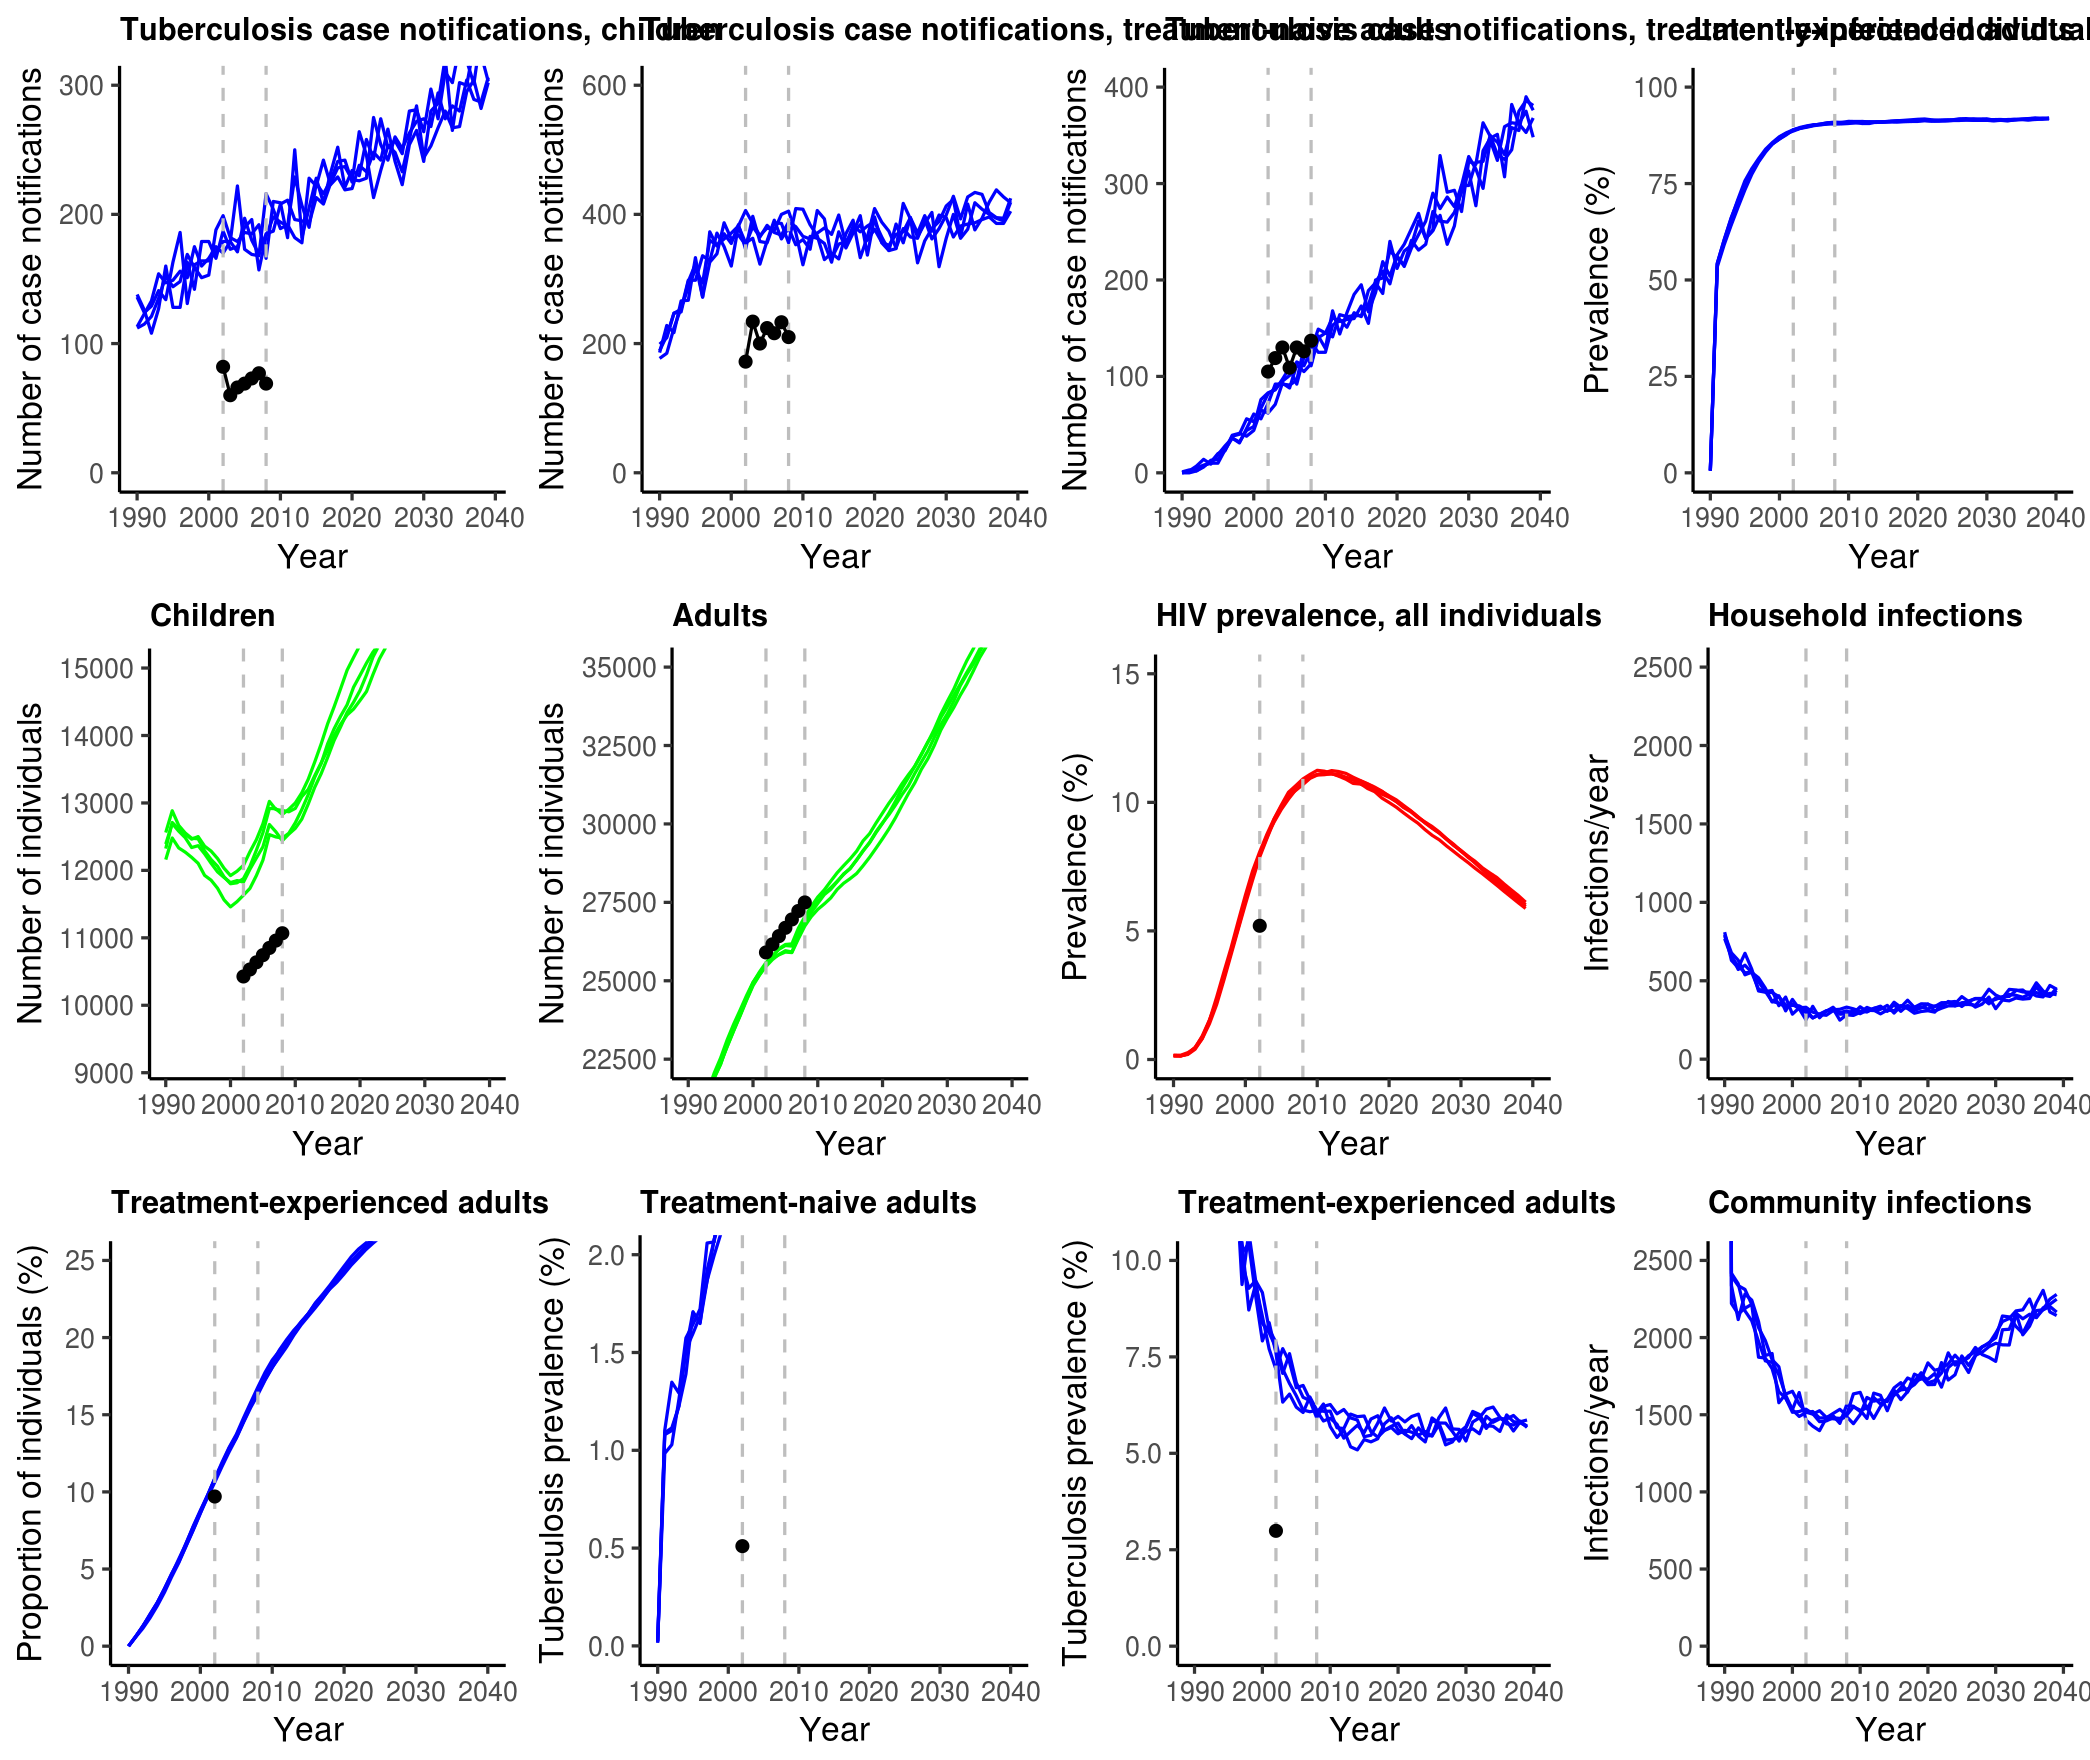 Tuberculosis case notifications, children
Tuberculosis case notifications, treatment-naive adults
Tuberculosis case notifications, treatment-experienced adults
Latently-infected individuals
Number of case notifications
300
200
100
0
1990 2000 2010 2020 2030 2040
Year
Number of case notifications
600
400
200
0
1990 2000 2010 2020 2030 2040
Year
Number of case notifications
400
300
200
100
0
1990 2000 2010 2020 2030 2040
Year
Prevalence (%)
100
75
50
25
0
1990 2000 2010 2020 2030 2040
Year
Children
Number of individuals
15000
14000
13000
12000
11000
10000
9000
1990 2000 2010 2020 2030 2040
Year
Adults
Number of individuals
35000
32500
30000
27500
25000
22500
1990 2000 2010 2020 2030 2040
Year
HIV prevalence, all individuals
Prevalence (%)
15
10
5
0
1990 2000 2010 2020 2030 2040
Year
Household infections
Infections/year
2500
2000
1500
1000
500
0
1990 2000 2010 2020 2030 2040
Year
Treatment-experienced adults
Proportion of individuals (%)
25
20
15
10
5
0
1990 2000 2010 2020 2030 2040
Year
Treatment-naive adults
Tuberculosis prevalence (%)
2.0
1.5
1.0
0.5
0.0
1990 2000 2010 2020 2030 2040
Year
Treatment-experienced adults
Tuberculosis prevalence (%)
10.0
7.5
5.0
2.5
0.0
1990 2000 2010 2020 2030 2040
Year
Community infections
Infections/year
2500
2000
1500
1000
500
0
1990 2000 2010 2020 2030 2040
Year